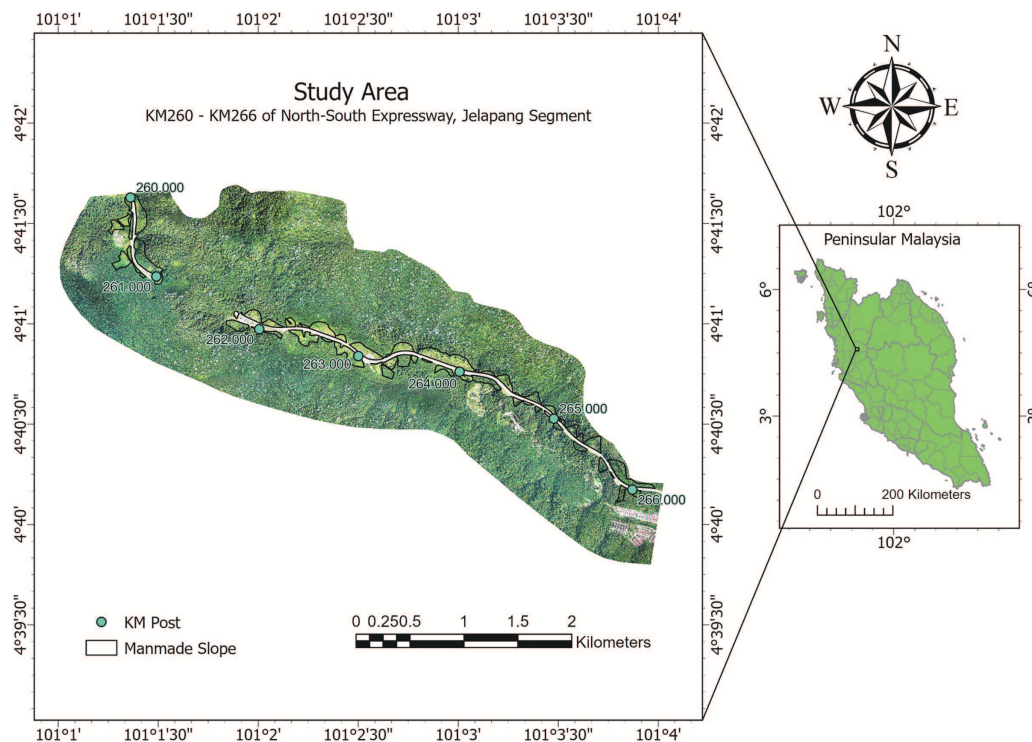 101°1' 101°1'30" 101°2' 101°2'30" 101°3' 101°3'30" 101°4'
Study Area
KM260 - KM266 of North-South Expressway, Jelapang Segment
4°42' 4°42'
260.000
4°41'30" 4°41'30"
261.000
4°41' 4°41'
262.000
263.000
264.000
265.000
4°40'30" 4°40'30"
266.000
4°40' 4°40'
4°39'30" 4°39'30"
KM Post
Manmade Slope
0 0.25 0.5 1 1.5 2
Kilometers
101°1' 101°1'30" 101°2' 101°2'30" 101°3' 101°3'30" 101°4'
N
W E
S
102°
Peninsular Malaysia
6° 6°
3° 3°
0 200 Kilometers
102°